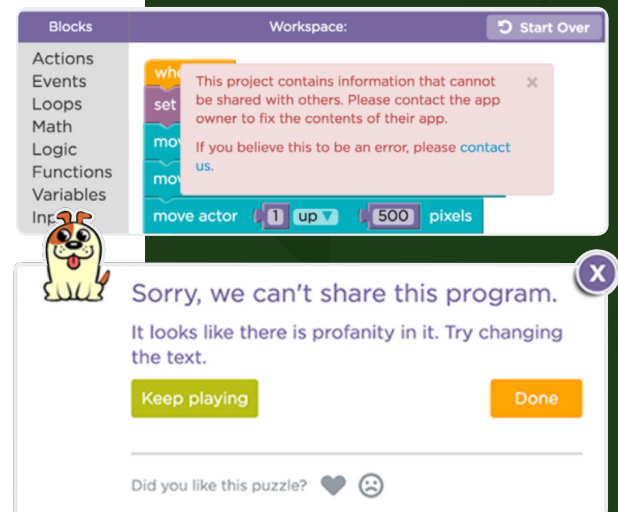 Blocks
Workspace:
Start Over
Actions
Events
Loops
Math
Logic
Functions
Variables
set
This project contains information that cannot
be shared with others. Please contact the app
owner to fix the contents of their app.
If you believe this to be an error, please contact
us.
move actor 1 up 500 pixels
X
Sorry, we can't share this program.
It looks like there is profanity in it. Try changing
the text.
Keep playing
Done
Did you like this puzzle?